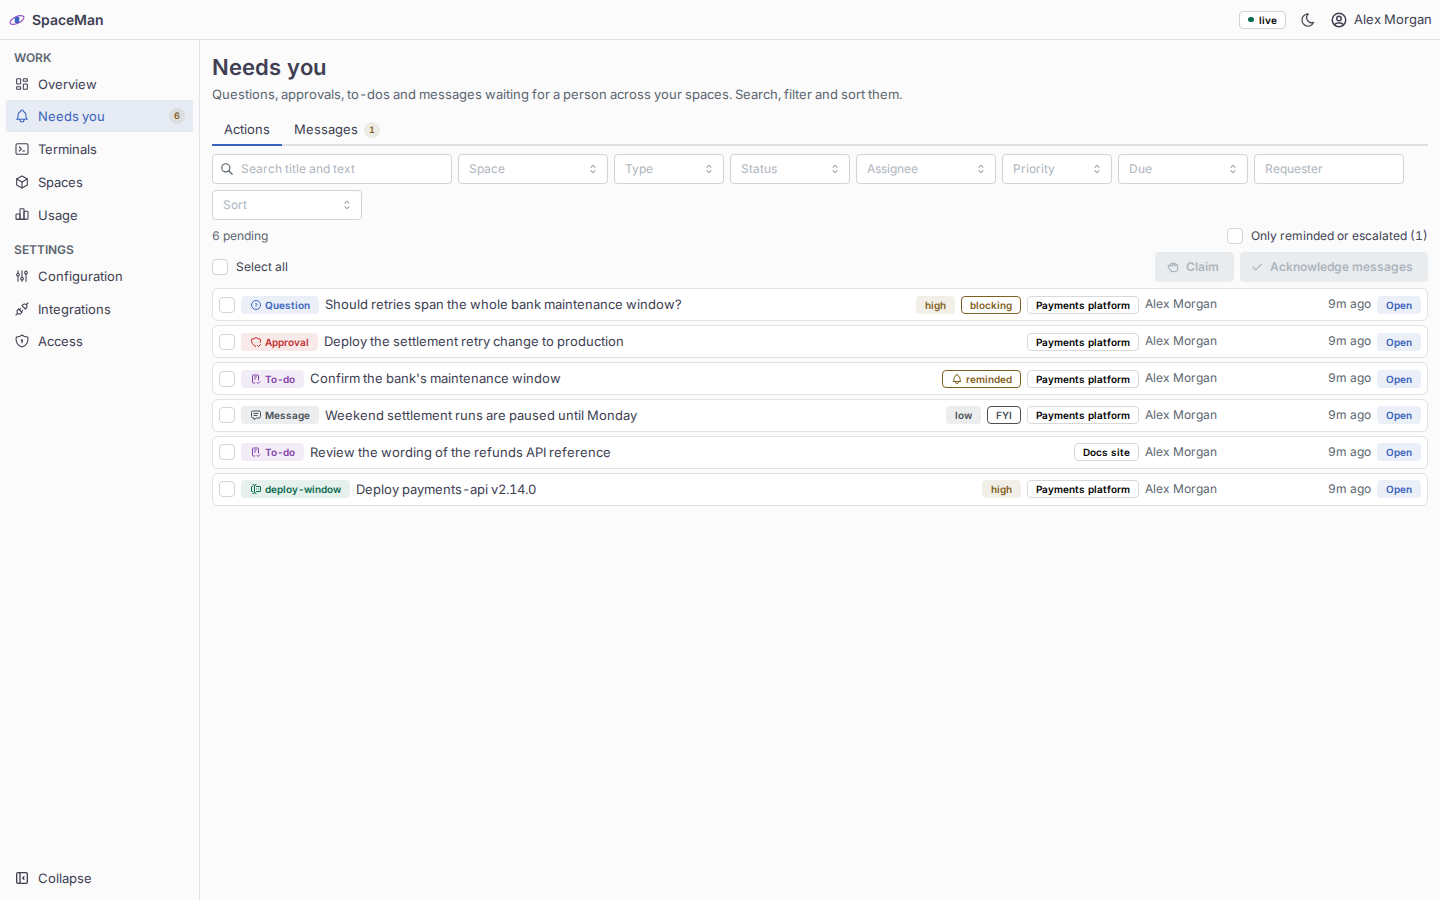 SpaceMan
live
Alex Morgan
WORK
Overview
Needs you 6
Terminals
Spaces
Usage
SETTINGS
Configuration
Integrations
Access
Collapse
Needs you
Questions, approvals, to-dos and messages waiting for a person across your spaces. Search, filter and sort them.
Actions Messages 1
Search title and text Space Type Status Assignee Priority Due Requester
Sort
6 pending Only reminded or escalated (1)
Select all Claim Acknowledge messages
Question Should retries span the whole bank maintenance window? high blocking Payments platform Alex Morgan 9m ago Open
Approval Deploy the settlement retry change to production Payments platform Alex Morgan 9m ago Open
To-do Confirm the bank's maintenance window reminded Payments platform Alex Morgan 9m ago Open
Message Weekend settlement runs are paused until Monday low FYI Payments platform Alex Morgan 9m ago Open
To-do Review the wording of the refunds API reference Docs site Alex Morgan 9m ago Open
deploy-window Deploy payments-api v2.14.0 high Payments platform Alex Morgan 9m ago Open